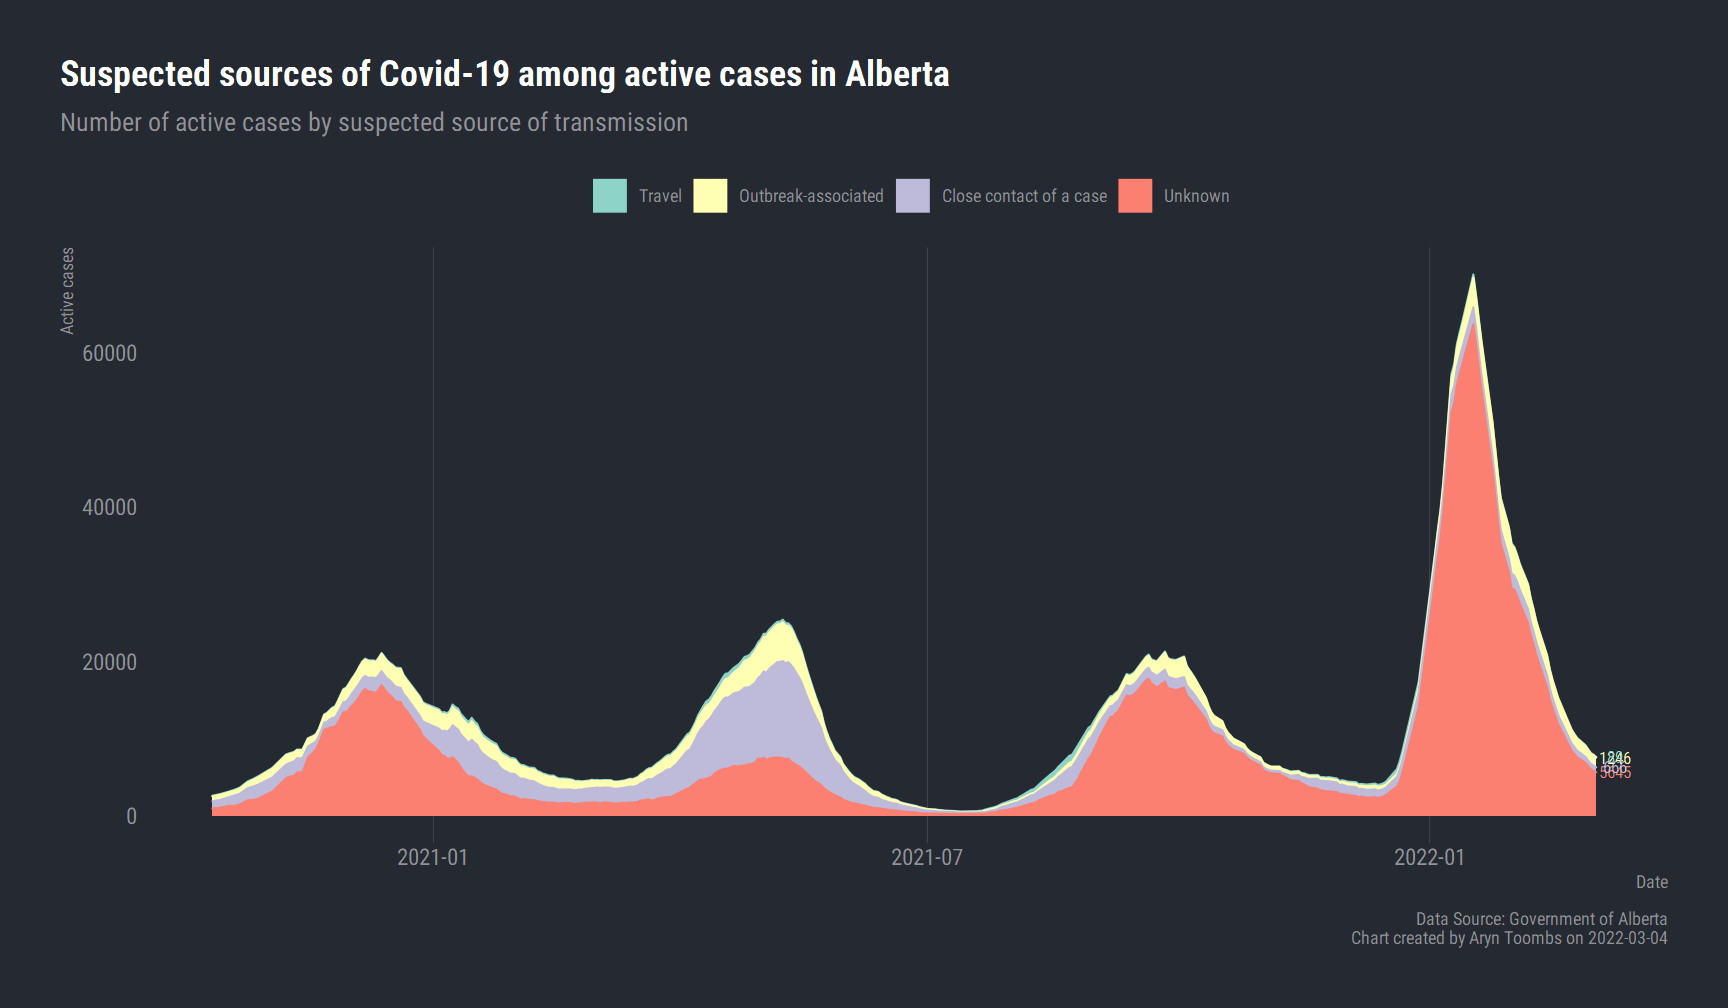 Suspected sources of Covid-19 among active cases in Alberta
Number of active cases by suspected source of transmission
Travel Outbreak-associated Close contact of a case Unknown
Active cases
60000
40000
20000
0
1246
5645
2021-01 2021-07 2022-01
Date
Data Source: Government of Alberta
Chart created by Aryn Toombs on 2022-03-04